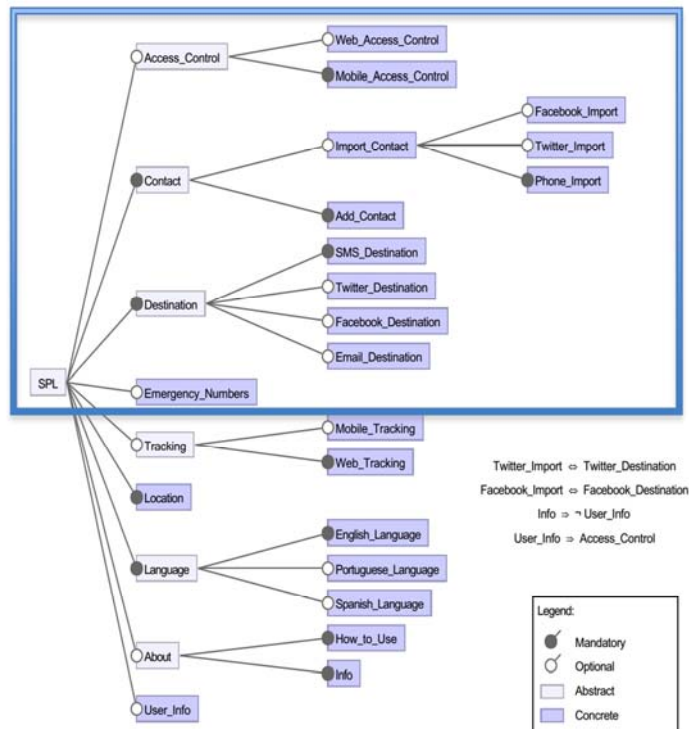 Web_Access_Control
Access_Control
Mobile_Access_Control
Facebook_Import
Import_Contact
Twitter_Import
Contact
Phone_Import
Add_Contact
SMS_Destination
Twitter_Destination
Destination
Facebook_Destination
Email_Destination
SPL
Emergency_Numbers
Mobile_Tracking
Tracking
Web_Tracking
Location
English_Language
Language
Portuguese_Language
Spanish_Language
How_to_Use
About
Info
User_Info
Twitter_Import ⇔ Twitter_Destination
Facebook_Import ⇔ Facebook_Destination
Info ⇒ ¬ User_Info
User_Info ⇒ Access_Control
Legend:
Mandatory
Optional
Abstract
Concrete